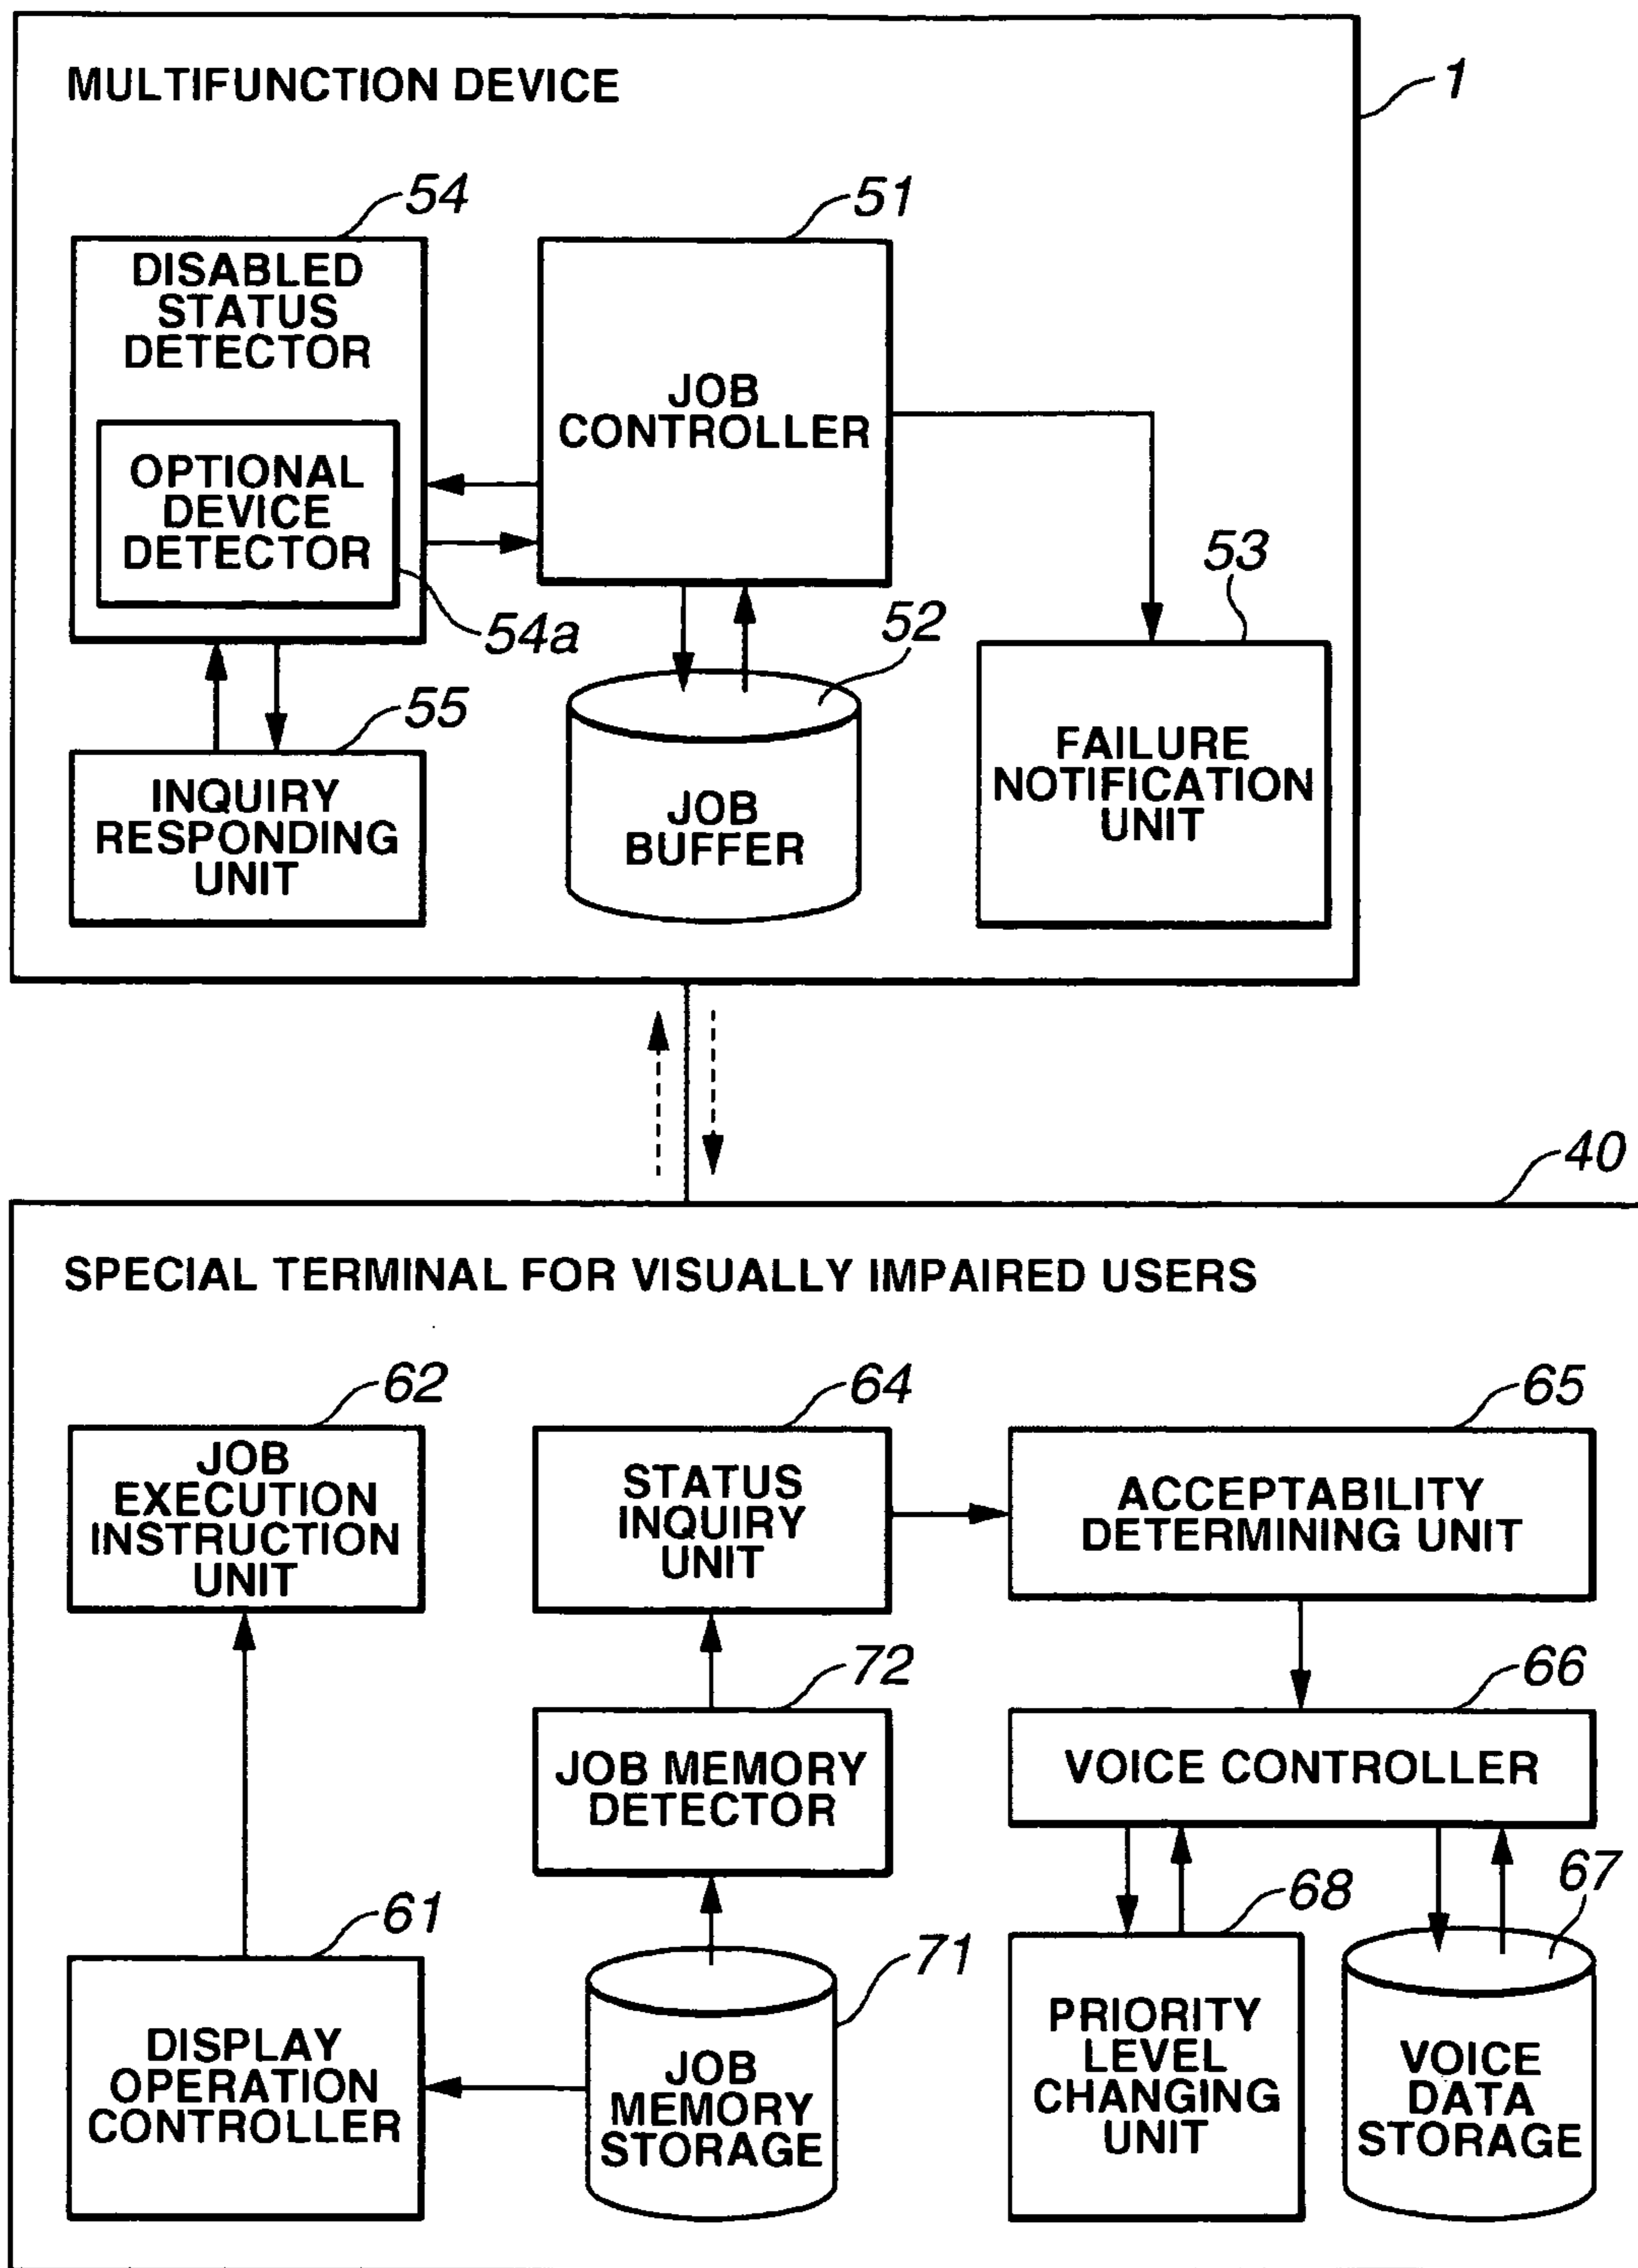 MULTIFUNCTION DEVICE
1
54
51
DISABLED
STATUS
DETECTOR
JOB
CONTROLLER
OPTIONAL
DEVICE
DETECTOR
53
54a
52
55
FAILURE
NOTIFICATION
UNIT
INQUIRY
RESPONDING
UNIT
JOB
BUFFER
40
SPECIAL TERMINAL FOR VISUALLY IMPAIRED USERS
62
64
65
JOB
EXECUTION
INSTRUCTION
UNIT
STATUS
INQUIRY
UNIT
ACCEPTABILITY
DETERMINING UNIT
72
66
JOB MEMORY
DETECTOR
VOICE CONTROLLER
61
71
68
67
DISPLAY
OPERATION
CONTROLLER
JOB
MEMORY
STORAGE
PRIORITY
LEVEL
CHANGING
UNIT
VOICE
DATA
STORAGE